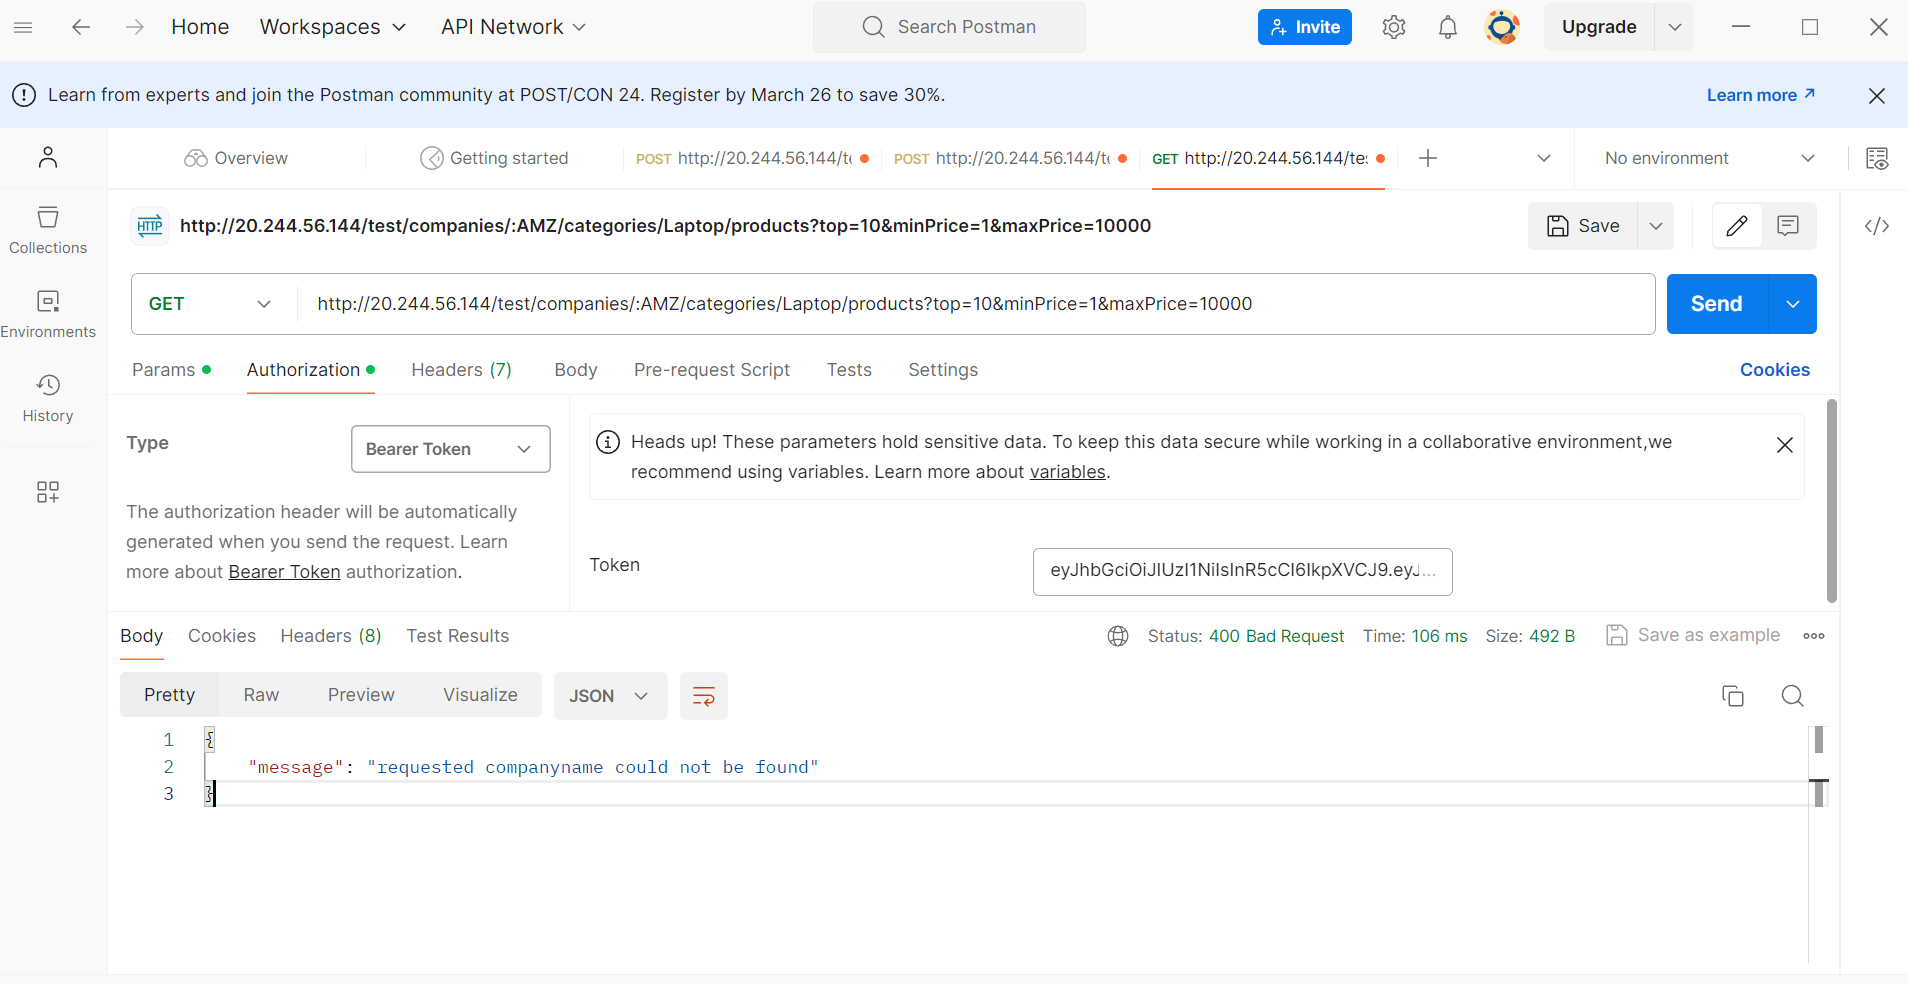 Home Workspaces API Network Search Postman Invite Upgrade
Learn from experts and join the Postman community at POST/CON 24. Register by March 26 to save 30%. Learn more ↗
Overview Getting started POST http://20.244.56.144/t POST http://20.244.56.144/t GET http://20.244.56.144/tes No environment
HTTP http://20.244.56.144/test/companies/:AMZ/categories/Laptop/products?top=10&minPrice=1&maxPrice=10000 Save
Collections
GET http://20.244.56.144/test/companies/:AMZ/categories/Laptop/products?top=10&minPrice=1&maxPrice=10000 Send
Environments
Params Authorization Headers (7) Body Pre-request Script Tests Settings Cookies
History
Type Bearer Token
Heads up! These parameters hold sensitive data. To keep this data secure while working in a collaborative environment,we
recommend using variables. Learn more about variables.
The authorization header will be automatically
generated when you send the request. Learn
more about Bearer Token authorization.
Token eyJhbGciOiJIUzI1NiIsInR5cCI6IkpXVCJ9.eyJ...
Body Cookies Headers (8) Test Results Status: 400 Bad Request Time: 106 ms Size: 492 B Save as example
Pretty Raw Preview Visualize JSON
1 {
2 "message": "requested companyname could not be found"
3 }